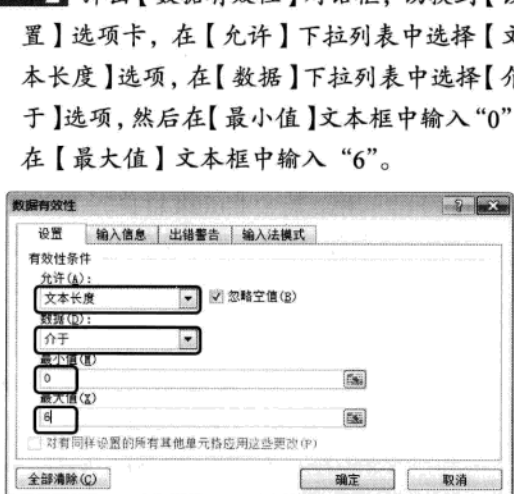 弹出【数据有效性】对话框，切换到【设
置】选项卡，在【允许】下拉列表中选择【文
本长度】选项，在【数据】下拉列表中选择【介
于】选项，然后在【最小值】文本框中输入“0”
在【最大值】文本框中输入“6”。
数据有效性
设置 输入信息 出错警告 输入法模式
有效性条件
允许(A)：
文本长度 忽略空值(B)
数据(D)：
介于
最小值(M)
0
最大值(X)
6
对有同样设置的所有其他单元格应用这些更改(P)
全部清除(C) 确定 取消